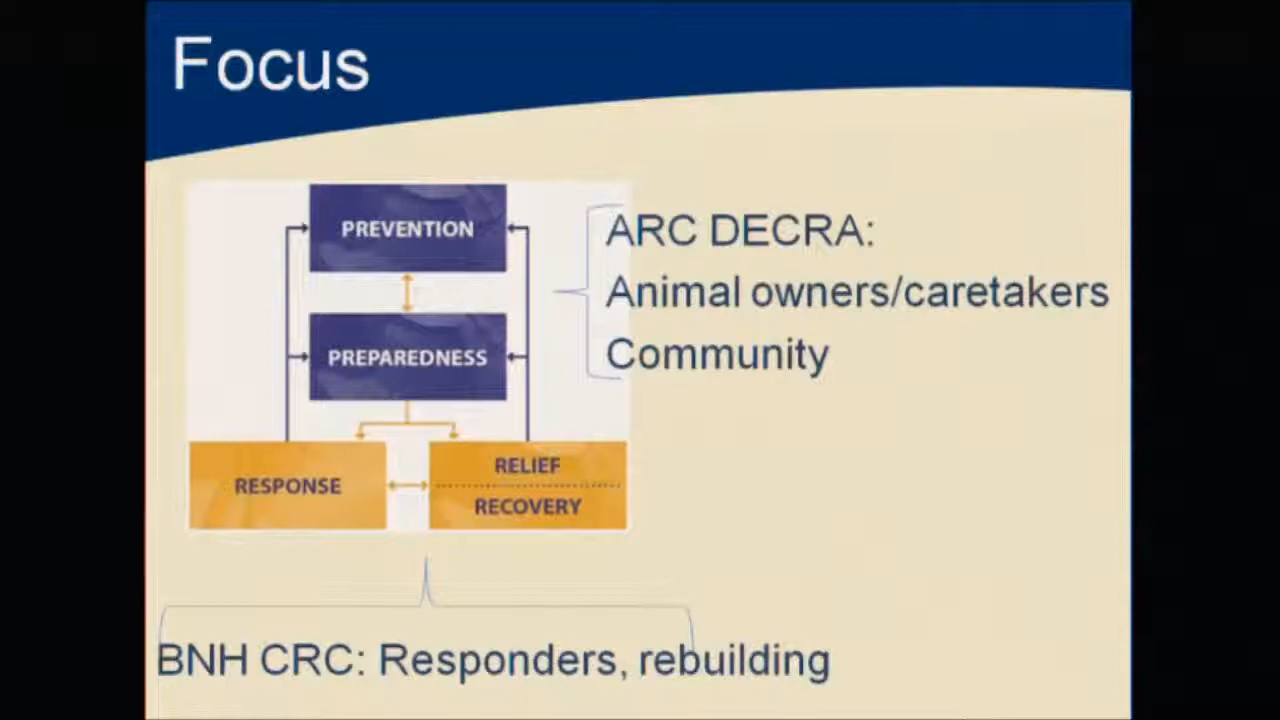 Focus
PREVENTION
PREPAREDNESS
RESPONSE
RELIEF
RECOVERY
ARC DECRA:
Animal owners/caretakers
Community
BNH CRC: Responders, rebuilding